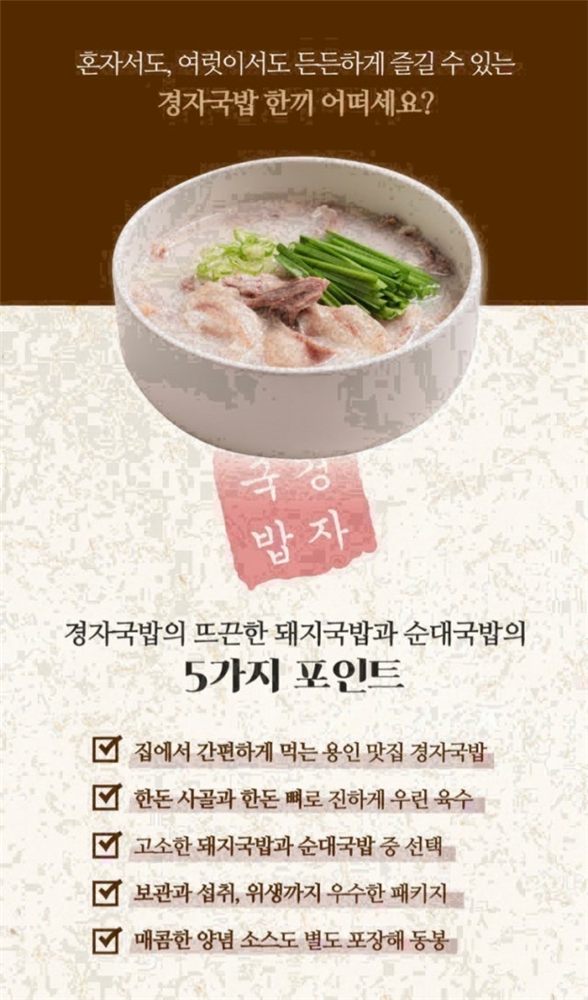 혼자서도, 여럿이서도 든든하게 즐길 수 있는
경자국밥 한끼 어떠세요?
국경
밥자
경자국밥의 뜨끈한 돼지국밥과 순대국밥의
5가지 포인트
집에서 간편하게 먹는 용인 맛집 경자국밥
한돈 사골과 한돈 뼈로 진하게 우린 육수
고소한 돼지국밥과 순대국밥 중 선택
보관과 섭취, 위생까지 우수한 패키지
매콤한 양념 소스도 별도 포장해 동봉